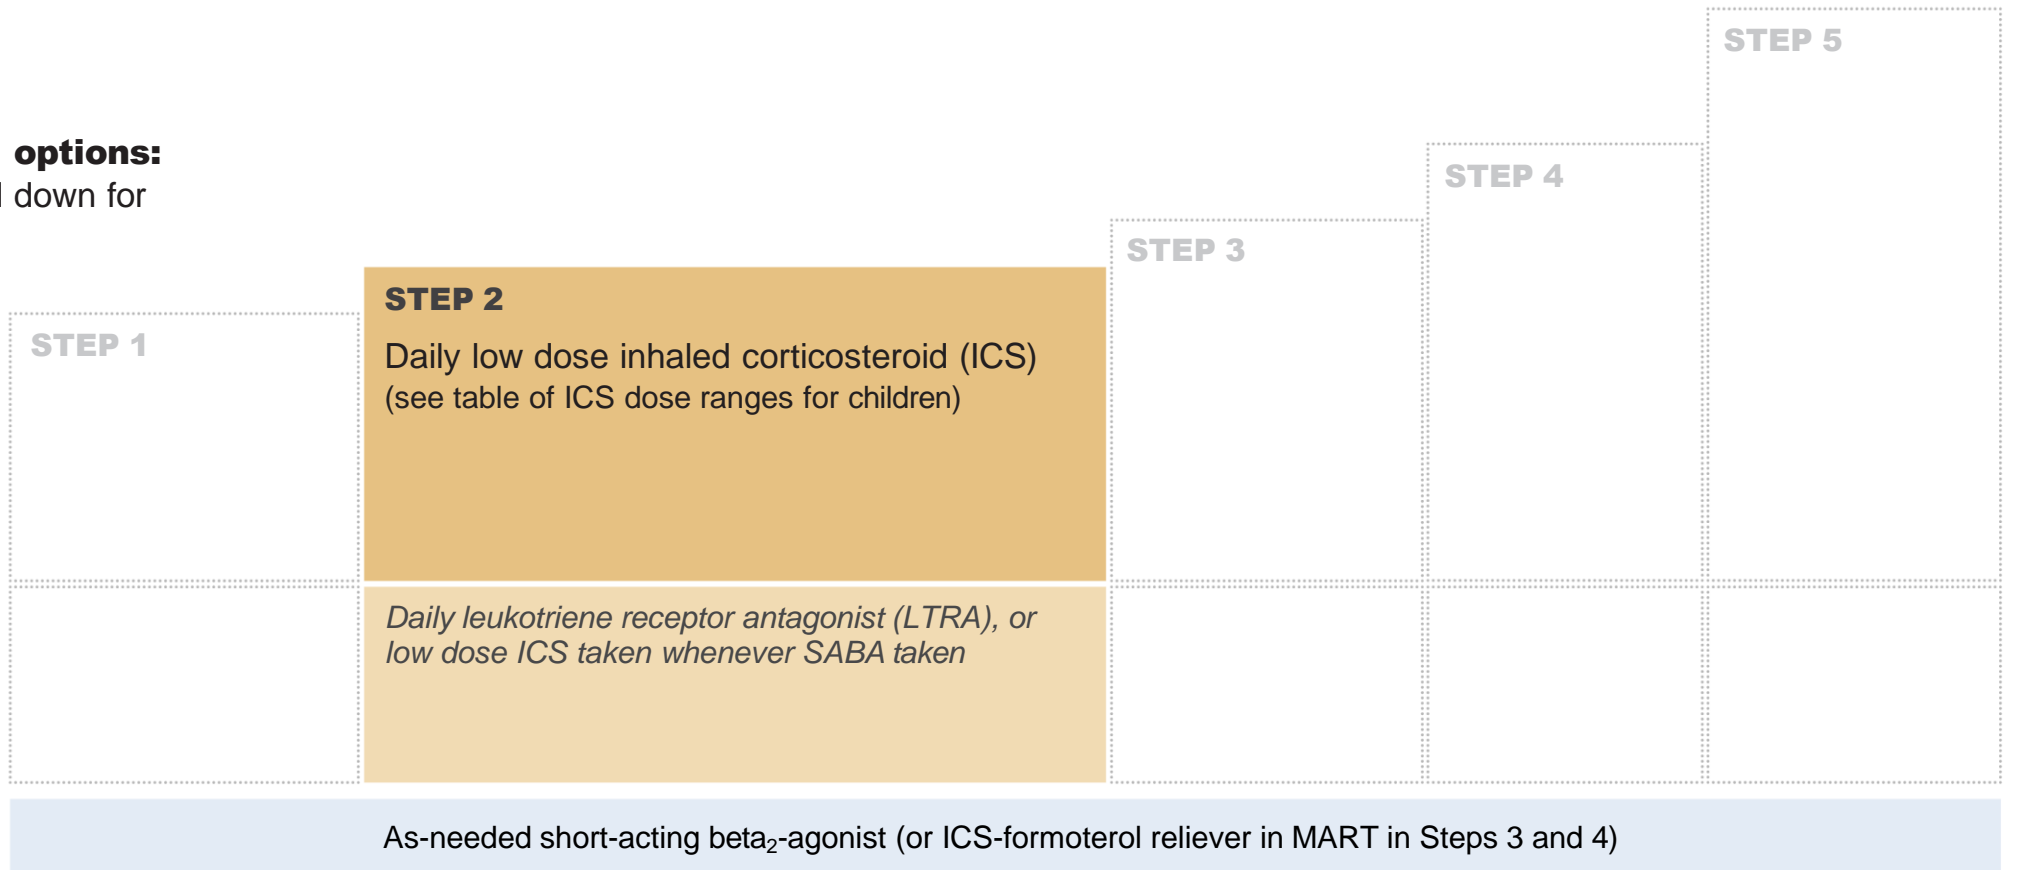 options:
down for
STEP 5
STEP 4
STEP 3
STEP 2
Daily low dose inhaled corticosteroid (ICS)
(see table of ICS dose ranges for children)
STEP 1
Daily leukotriene receptor antagonist (LTRA), or
low dose ICS taken whenever SABA taken
As-needed short-acting beta₂-agonist (or ICS-formoterol reliever in MART in Steps 3 and 4)